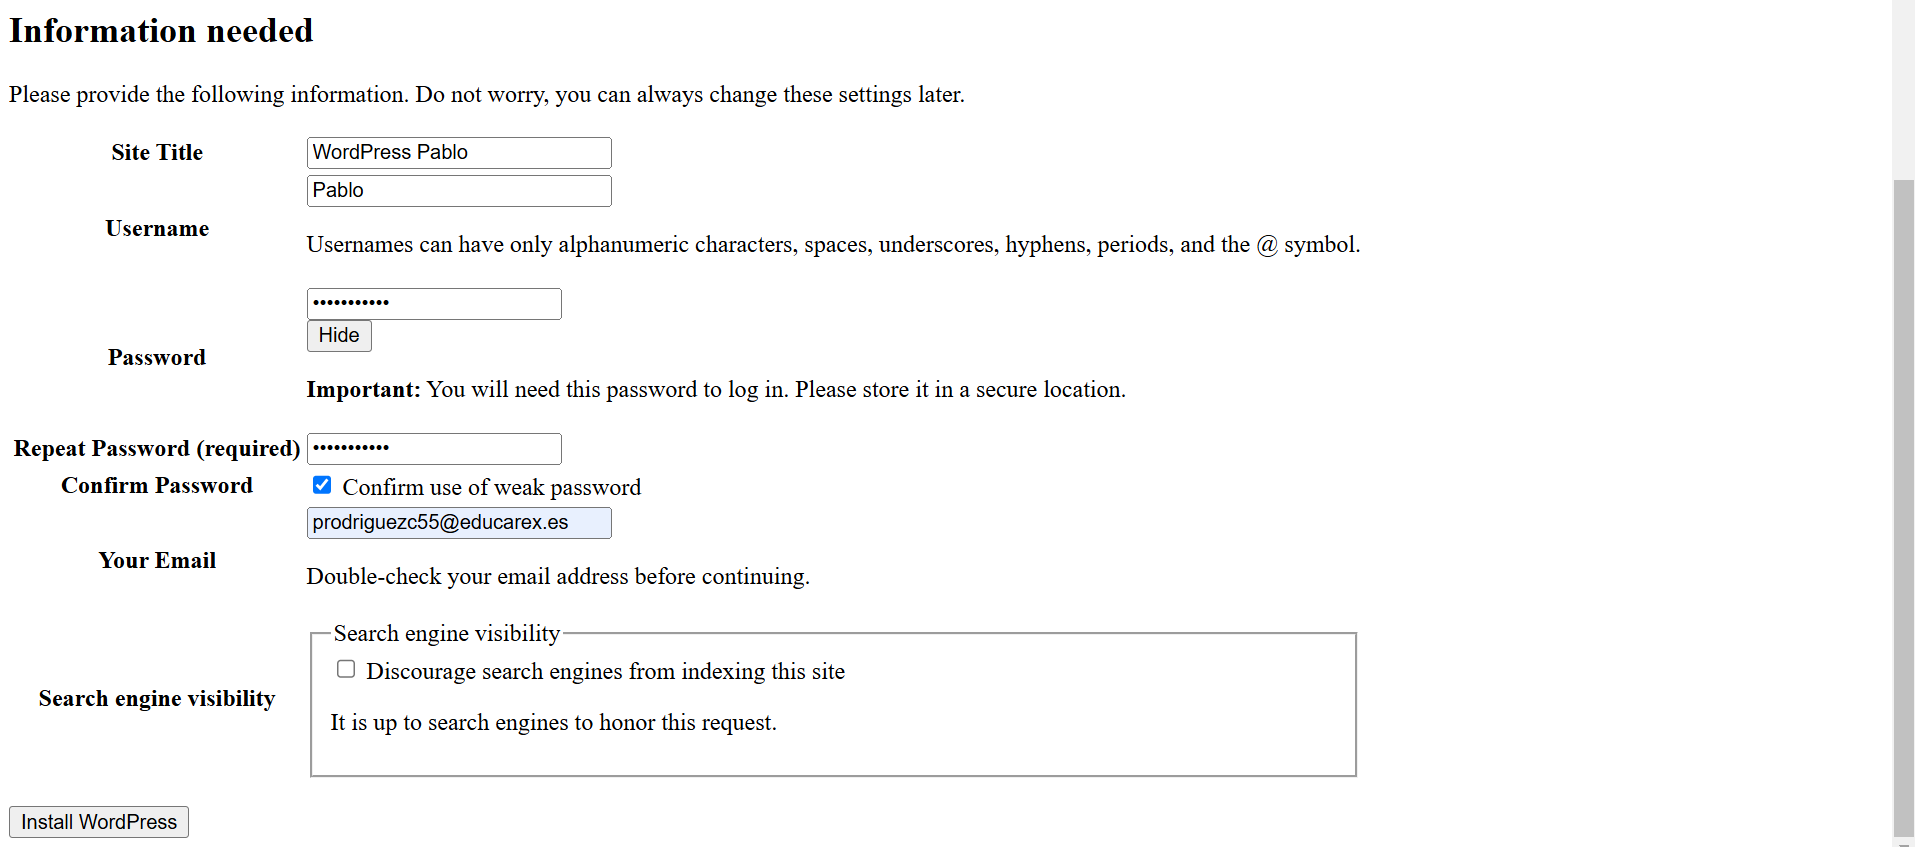 Information needed
Please provide the following information. Do not worry, you can always change these settings later.
Site Title
WordPress Pablo
Pablo
Username
Usernames can have only alphanumeric characters, spaces, underscores, hyphens, periods, and the @ symbol.
•••••••••••
Hide
Password
Important: You will need this password to log in. Please store it in a secure location.
Repeat Password (required) •••••••••••
Confirm Password
Confirm use of weak password
prodriguezc55@educarex.es
Your Email
Double-check your email address before continuing.
Search engine visibility
Discourage search engines from indexing this site
Search engine visibility
It is up to search engines to honor this request.
Install WordPress